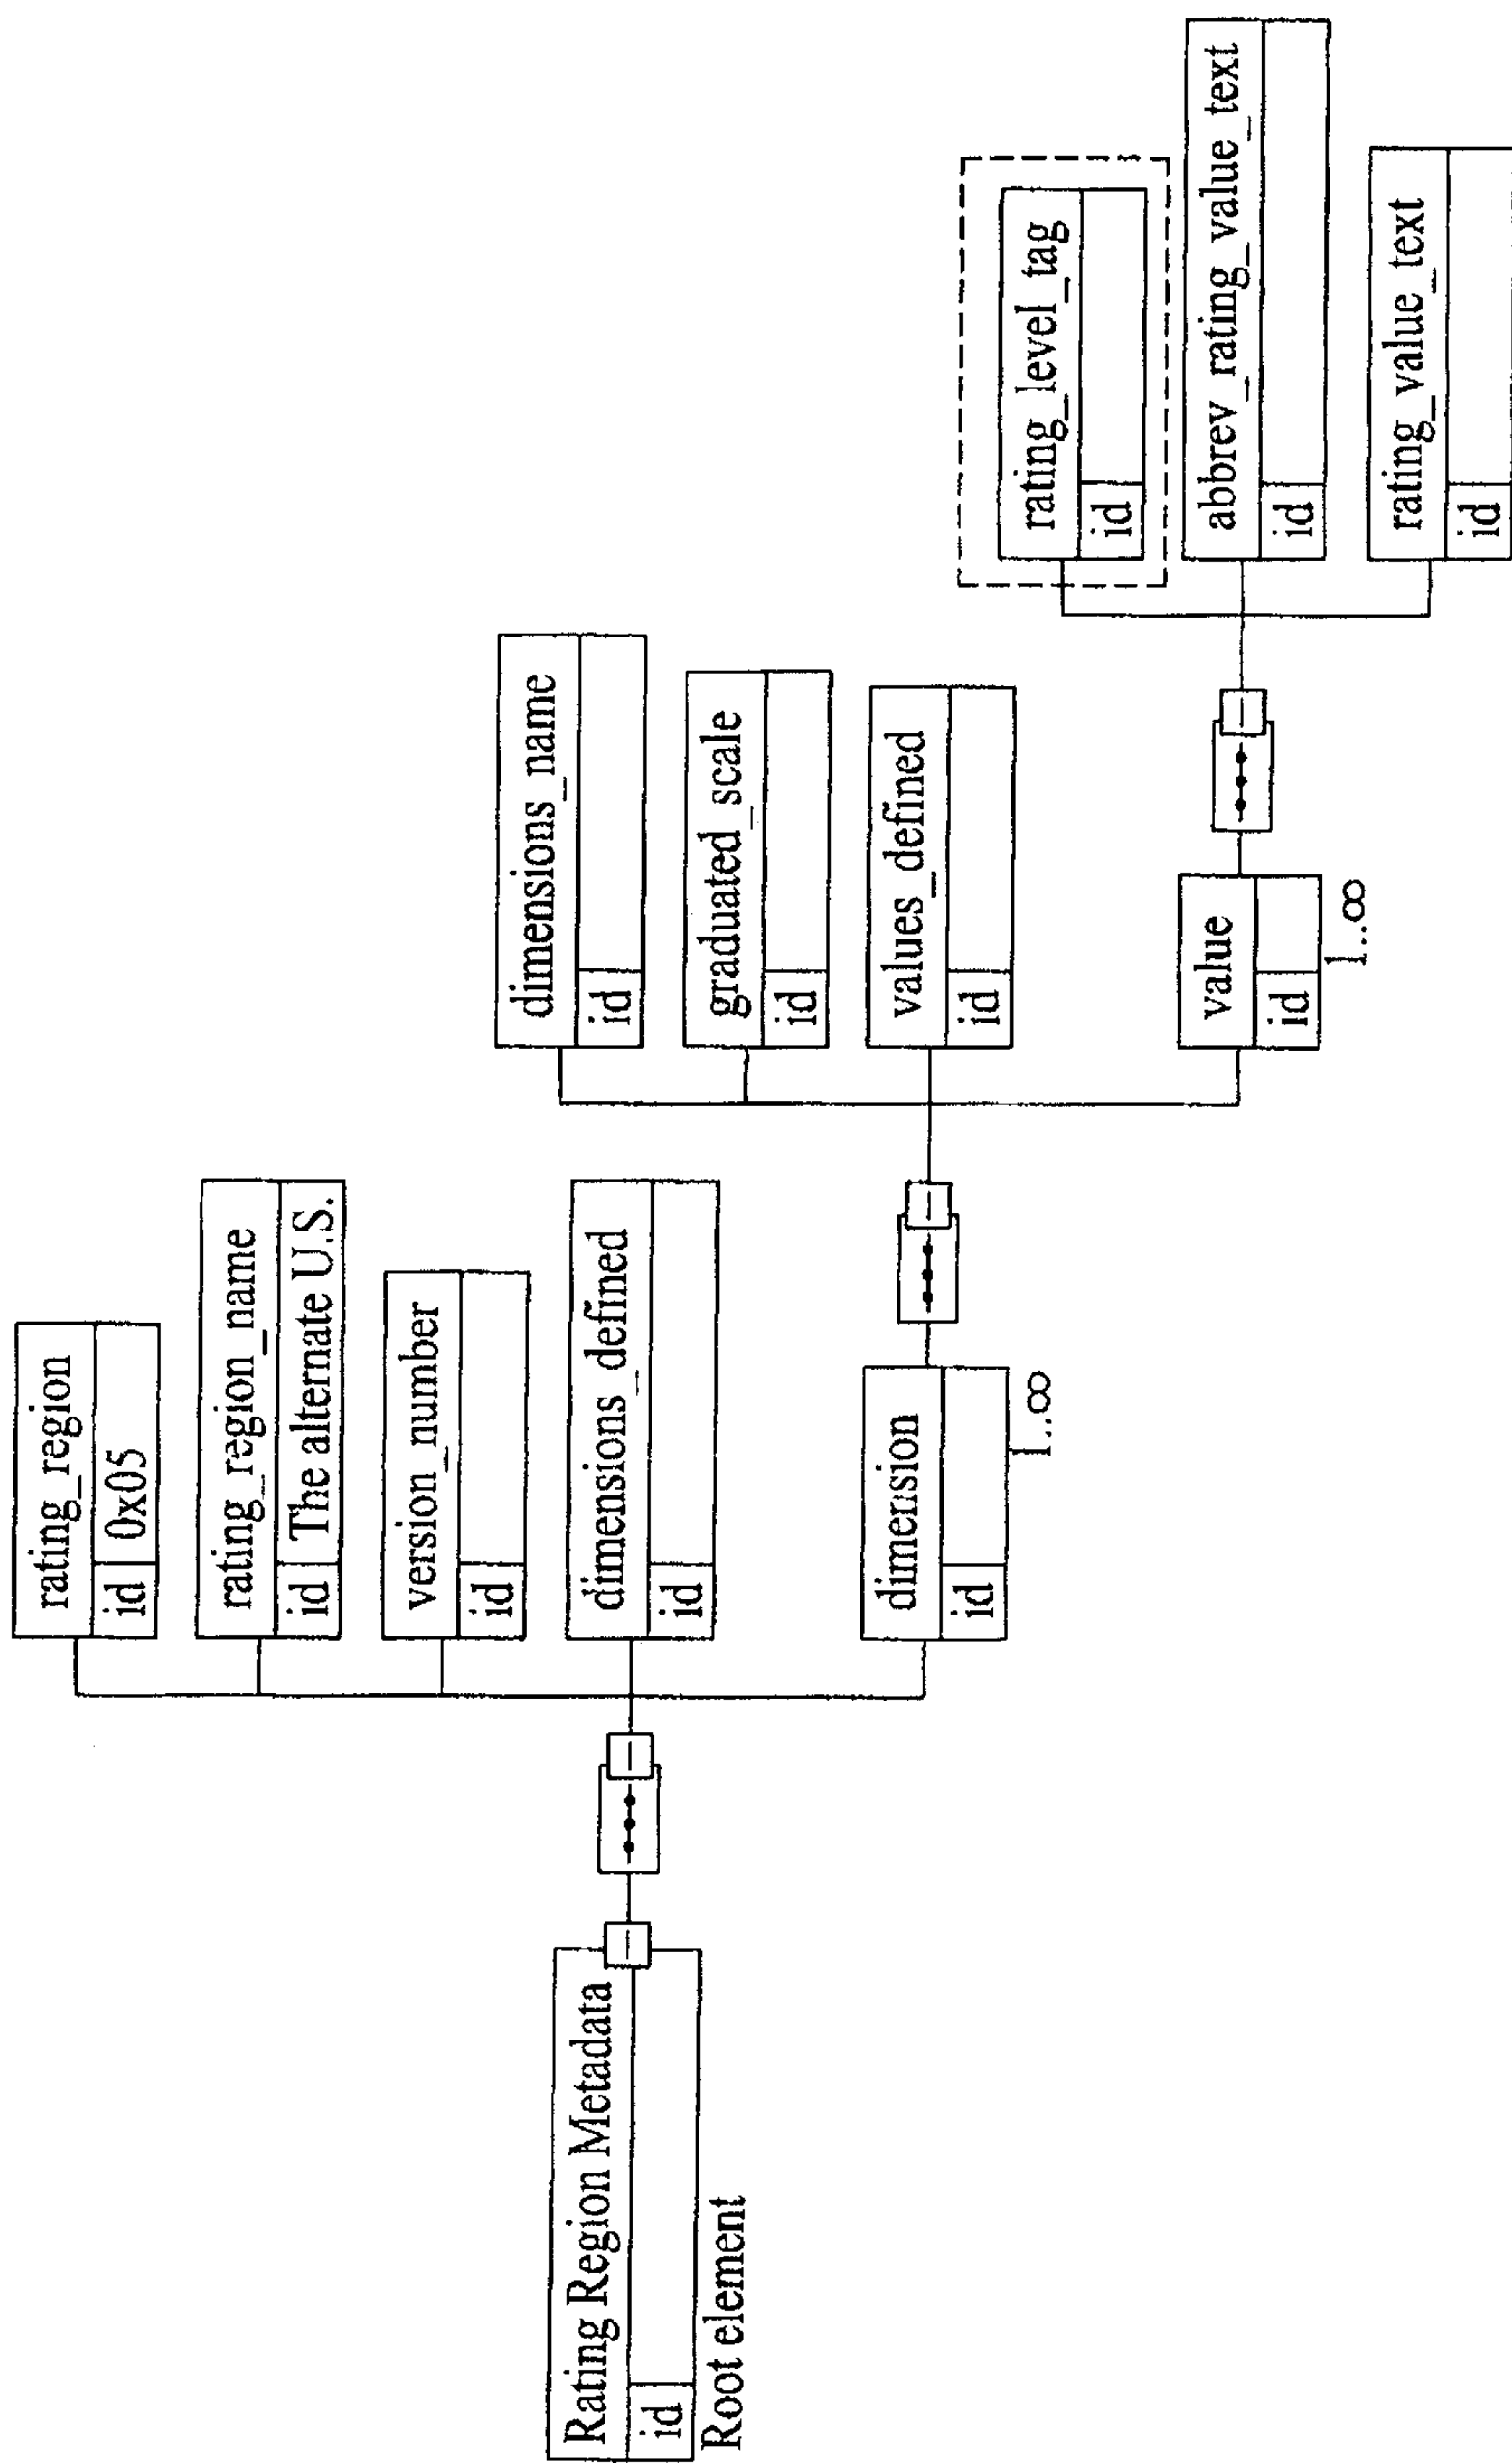 Rating Region Metadata
id
Root element
rating_region
id 0x05
rating_region_name
id The alternate U.S.
version_number
id
dimensions_defined
id
dimension
id
1..∞
dimensions_name
id
graduated_scale
id
values_defined
id
value
id
1..∞
rating_level_tag
id
abbrev_rating_value_text
id
rating_value_text
id